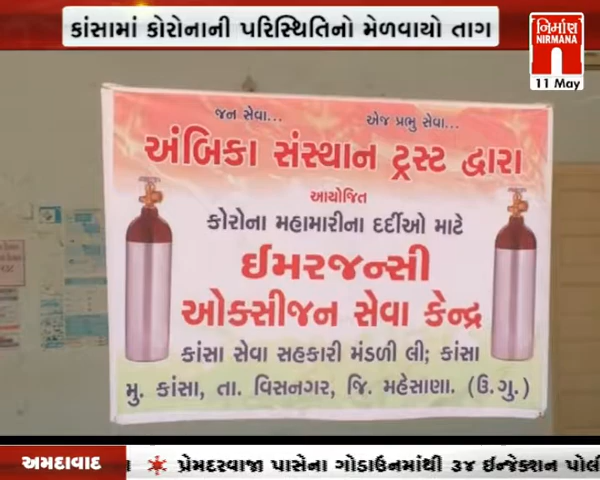 કાંસામાં કોરોનાની પરિસ્થિતિનો મેળવાયો તાગ
નિર્માણ
NIRMANA
11 May
જન સેવા... એજ પ્રભુ સેવા...
અંબિકા સંસ્થાન ટ્રસ્ટ દ્વારા
આયોજિત
કોરોના મહામારીના દર્દીઓ માટે
ઈમરજન્સી
ઓક્સીજન સેવા કેન્દ્ર
કાંસા સેવા સહકારી મંડળી લી; કાંસા
મુ. કાંસા, તા. વિસનગર, જિ. મહેસાણા. (ઉ.ગુ.)
અમદાવાદ
પ્રેમદરવાજા પાસેના ગોડાઉનમાંથી ૩૪ ઇન્જેક્શન પોલી